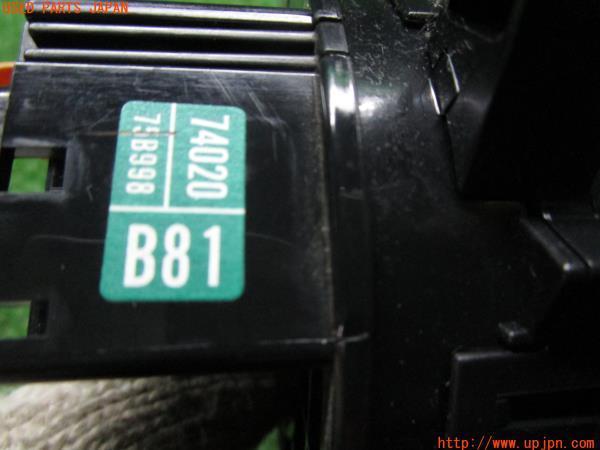 USED PARTS JAPAN
74020
75B998
B81
http://www.upjpn.com